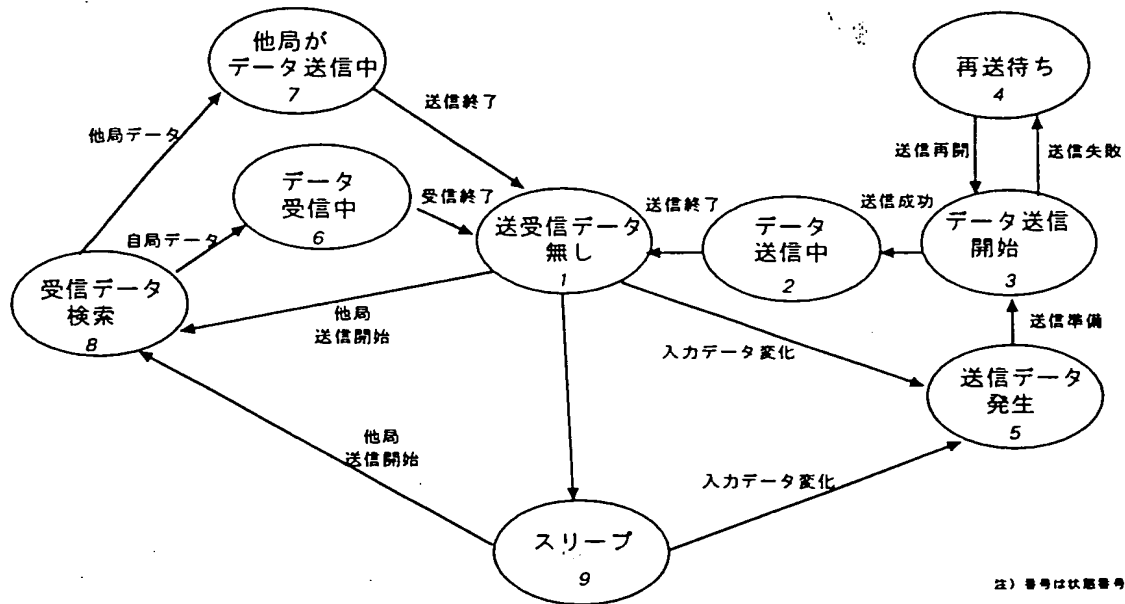 他局が
データ送信中
7
再送待ち
4
送信終了
他局データ
送信再開
送信失敗
データ
受信中
6
受信終了
送受信データ
無し
1
送信終了
データ
送信中
2
送信成功
データ送信
開始
3
自局データ
受信データ
検索
8
他局
送信開始
送信準備
入力データ変化
送信データ
発生
5
他局
送信開始
入力データ変化
スリープ
9
注) 番号は状態番号